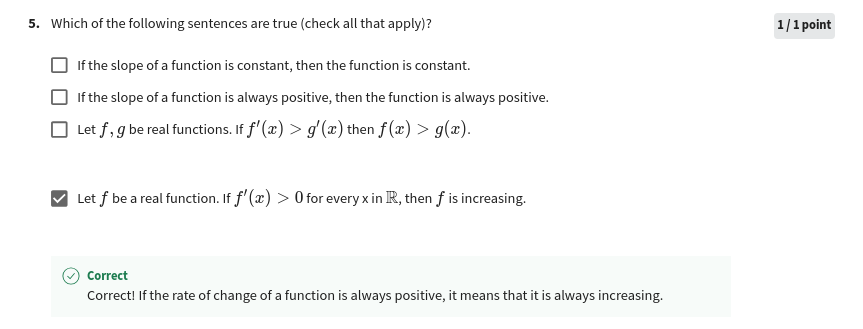 5. Which of the following sentences are true (check all that apply)?
1 / 1 point
If the slope of a function is constant, then the function is constant.
If the slope of a function is always positive, then the function is always positive.
Let f, g be real functions. If f′(x) > g′(x) then f(x) > g(x).
Let f be a real function. If f′(x) > 0 for every x in ℝ, then f is increasing.
Correct
Correct! If the rate of change of a function is always positive, it means that it is always increasing.